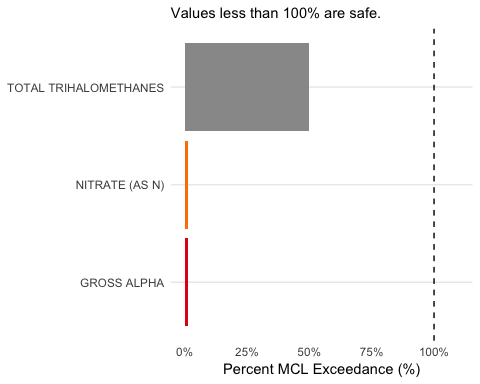 Values less than 100% are safe.
TOTAL TRIHALOMETHANES
NITRATE (AS N)
GROSS ALPHA
0% 25% 50% 75% 100%
Percent MCL Exceedance (%)